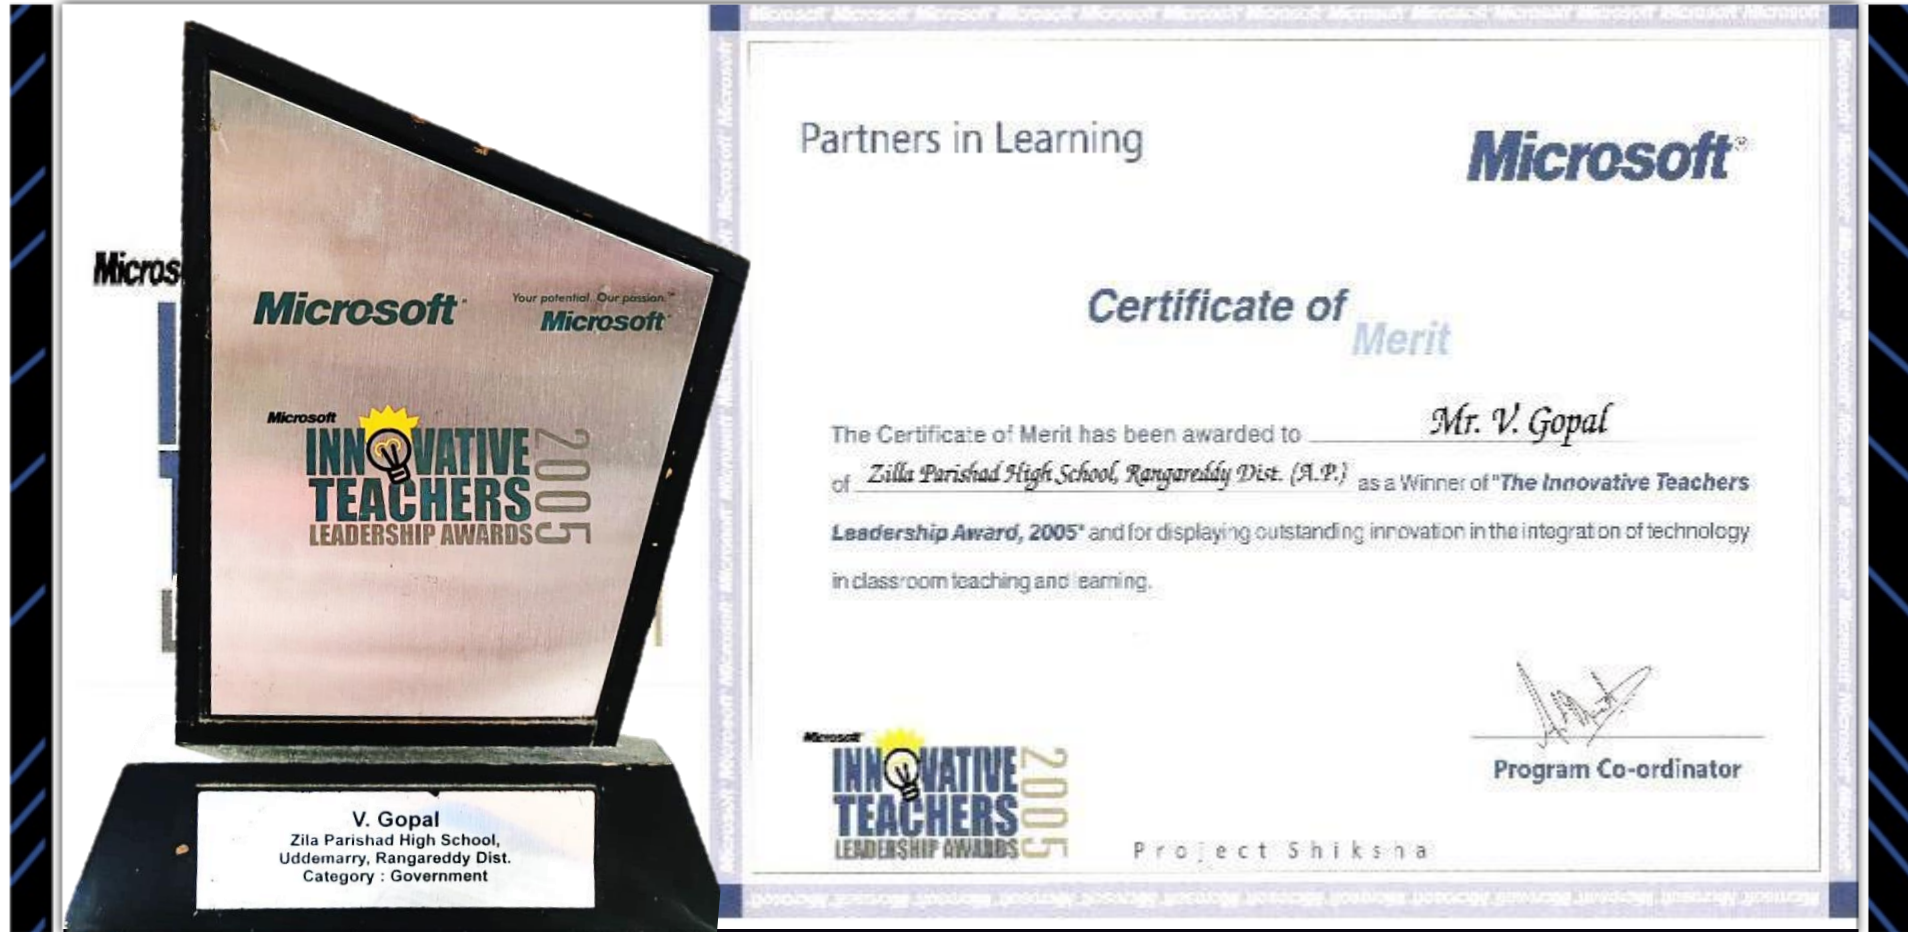 Micros
Microsoft
Your potential. Our passion.™
Microsoft
Microsoft
INNOVATIVE
TEACHERS
LEADERSHIP AWARDS
2005
V. Gopal
Zila Parishad High School,
Uddemarry, Rangareddy Dist.
Category : Government
Partners in Learning
Microsoft®
Certificate of
Merit
The Certificate of Merit has been awarded to Mr. V. Gopal
of Zilla Parishad High School, Rangareddy Dist. (A.P.) as a Winner of "The Innovative Teachers
Leadership Award, 2005" and for displaying outstanding innovation in the integration of technology
in classroom teaching and learning.
Program Co-ordinator
Microsoft
INNOVATIVE
TEACHERS
LEADERSHIP AWARDS
2005
Project Shiksha